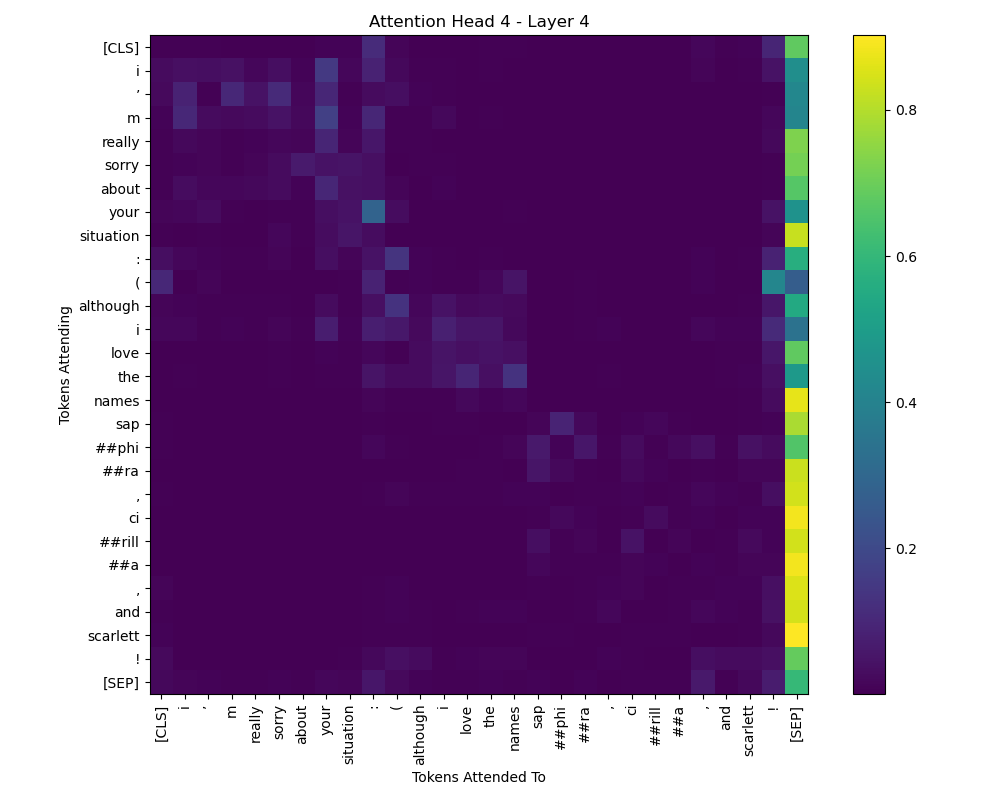 Attention Head 4 - Layer 4
[CLS]
i
’
m
really
sorry
about
your
situation
:
(
although
i
love
the
names
sap
##phi
##ra
,
ci
##rill
##a
,
and
scarlett
!
[SEP]
Tokens Attending
[CLS]
i
’
m
really
sorry
about
your
situation
:
(
although
i
love
the
names
sap
##phi
##ra
,
ci
##rill
##a
,
and
scarlett
!
[SEP]
Tokens Attended To
0.8
0.6
0.4
0.2